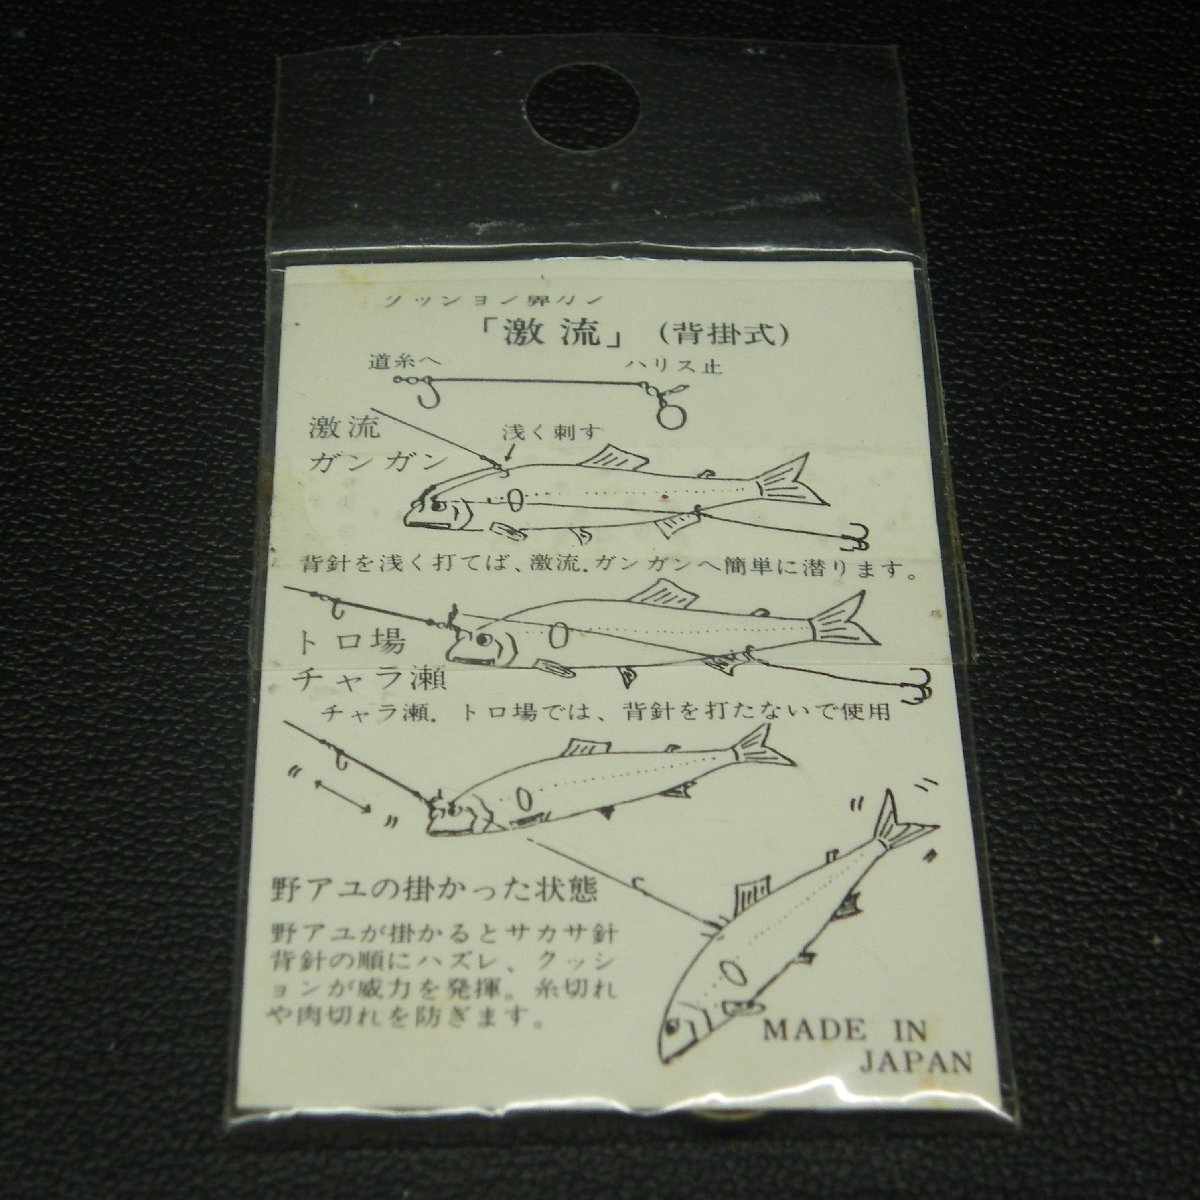 クッション鼻カン
「激流」(背掛式)
道糸へ
ハリス止
激流
ガンガン
浅く刺す
背針を浅く打てば、激流．ガンガンへ簡単に潜ります。
トロ場
チャラ瀬
チャラ瀬．トロ場では、背針を打たないで使用
野アユの掛かった状態
野アユが掛かるとサカサ針
背針の順にハズレ、クッシ
ョンが威力を発揮。糸切れ
や肉切れを防ぎます。
MADE IN
JAPAN